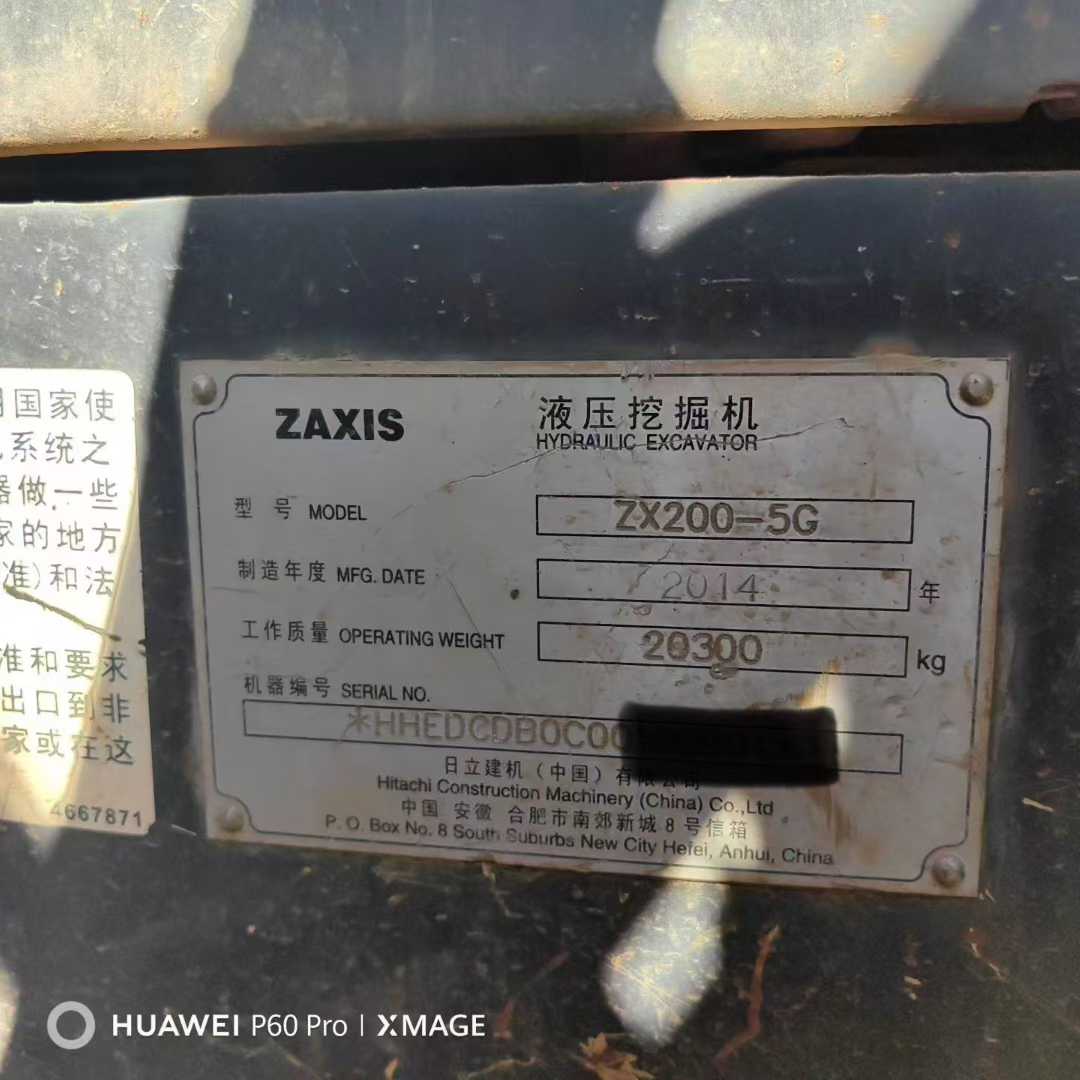 国家使
系统之
器做一些
家的地方
准)和法
准和要求
出口到非
家或在这
4667871
ZAXIS
液压挖掘机
HYDRAULIC EXCAVATOR
型号 MODEL ZX200-5G
制造年度 MFG. DATE 2014 年
工作质量 OPERATING WEIGHT 20300 kg
机器编号 SERIAL NO.
*HHEDCDB0C00
日立建机(中国)有限公司
Hitachi Construction Machinery (China) Co.,Ltd
中国 安徽 合肥市南郊新城8号信箱
P. O. Box No. 8 South Suburbs New City Hefei, Anhui, China
HUAWEI P60 Pro | XMAGE